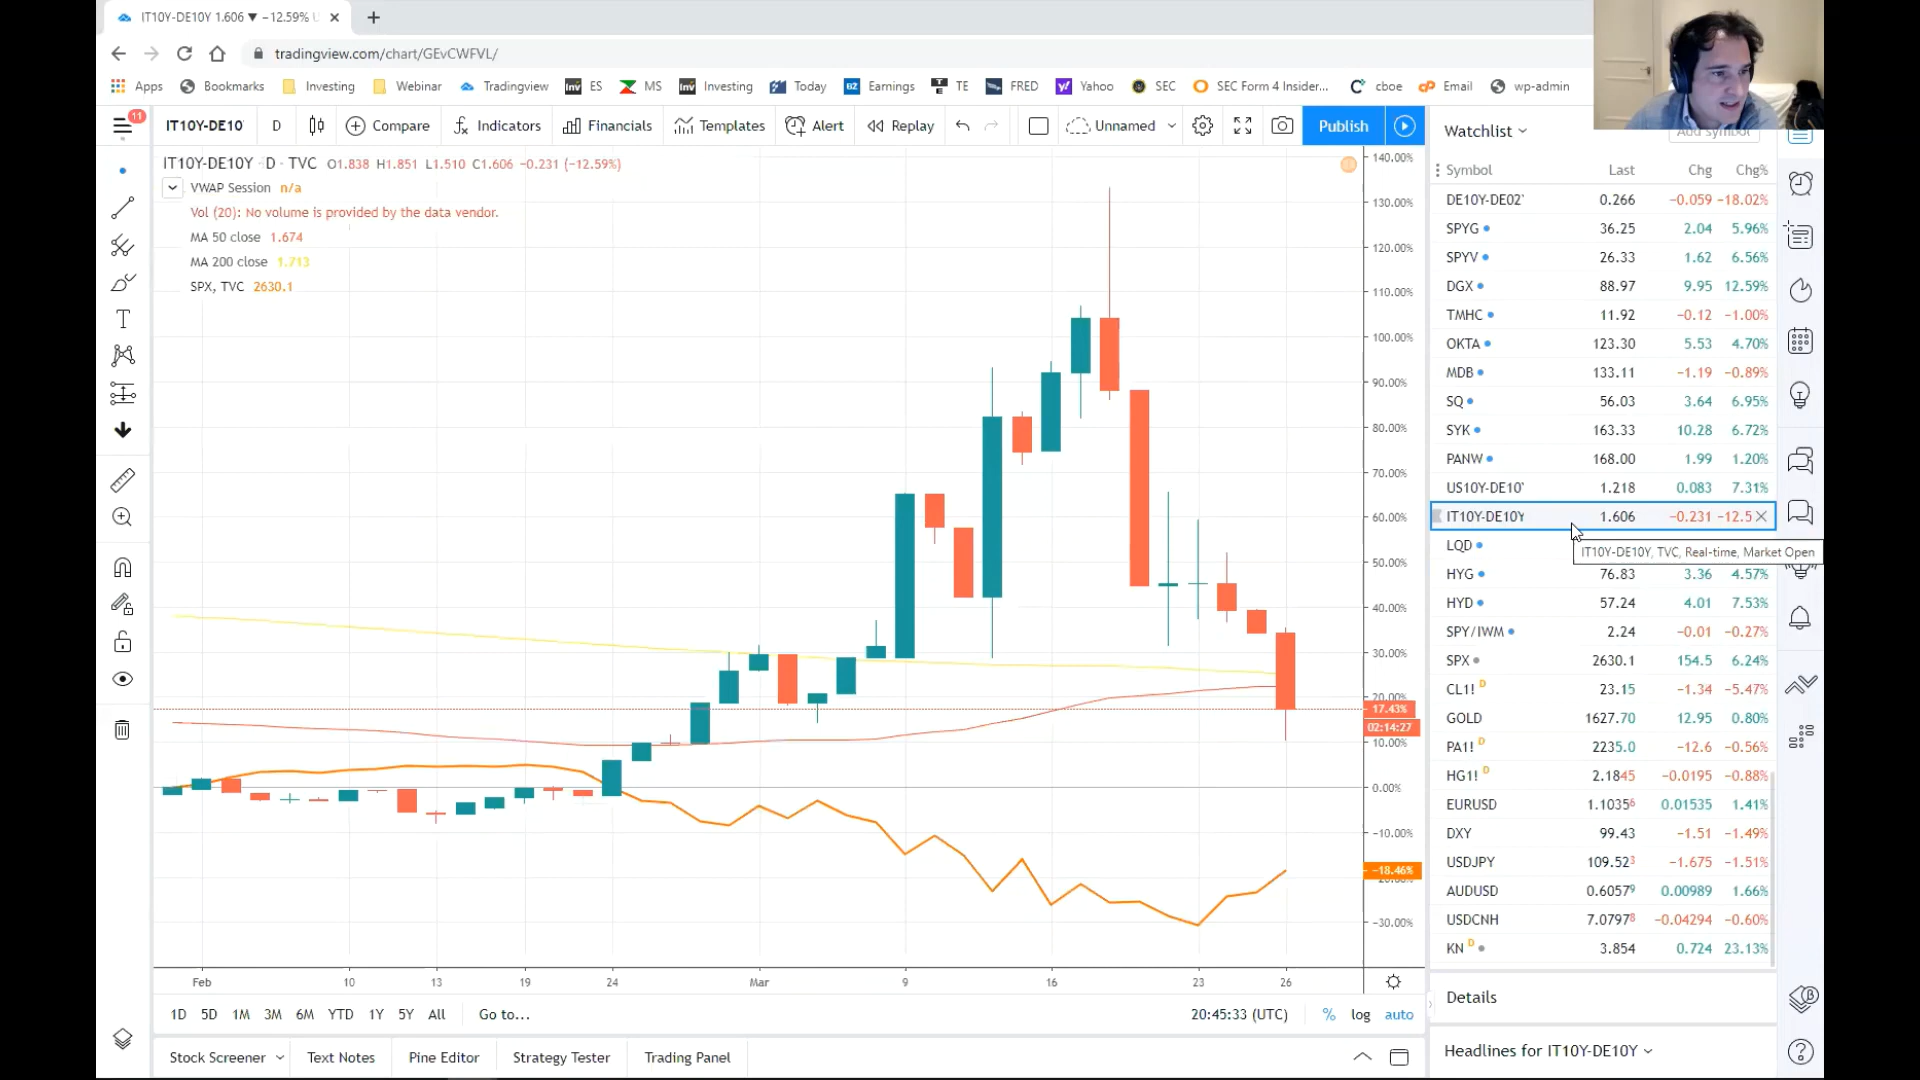 IT10Y-DE10Y 1.606 ▼ −12.59% U
tradingview.com/chart/GEvCWFVL/
Apps Bookmarks Investing Webinar Tradingview ES MS Investing Today Earnings TE FRED Yahoo SEC SEC Form 4 Insider... cboe Email wp-admin
11
IT10Y-DE10 D Compare Indicators Financials Templates Alert Replay Unnamed Publish
Watchlist
Add symbol
IT10Y-DE10Y D · TVC O1.838 H1.851 L1.510 C1.606 −0.231 (−12.59%)
VWAP Session n/a
Vol (20): No volume is provided by the data vendor.
MA 50 close 1.674
MA 200 close 1.713
SPX, TVC 2630.1
140.00%
130.00%
120.00%
110.00%
100.00%
90.00%
80.00%
70.00%
60.00%
50.00%
40.00%
30.00%
20.00%
17.43%
02:14:27
10.00%
0.00%
−10.00%
−18.46%
−30.00%
Feb 10 13 19 24 Mar 9 16 23 26
1D 5D 1M 3M 6M YTD 1Y 5Y All Go to... 20:45:33 (UTC) % log auto
Stock Screener Text Notes Pine Editor Strategy Tester Trading Panel
Symbol Last Chg Chg%
DE10Y-DE02Y 0.266 −0.059 −18.02%
SPYG 36.25 2.04 5.96%
SPYV 26.33 1.62 6.56%
DGX 88.97 9.95 12.59%
TMHC 11.92 −0.12 −1.00%
OKTA 123.30 5.53 4.70%
MDB 133.11 −1.19 −0.89%
SQ 56.03 3.64 6.95%
SYK 163.33 10.28 6.72%
PANW 168.00 1.99 1.20%
US10Y-DE10Y 1.218 0.083 7.31%
IT10Y-DE10Y 1.606 −0.231 −12.5
LQD
IT10Y-DE10Y, TVC, Real-time, Market Open
HYG 76.83 3.36 4.57%
HYD 57.24 4.01 7.53%
SPY/IWM 2.24 −0.01 −0.27%
SPX 2630.1 154.5 6.24%
CL1! D 23.15 −1.34 −5.47%
GOLD 1627.70 12.95 0.80%
PA1! D 2235.0 −12.6 −0.56%
HG1! D 2.1845 −0.0195 −0.88%
EURUSD 1.10356 0.01535 1.41%
DXY 99.43 −1.51 −1.49%
USDJPY 109.523 −1.675 −1.51%
AUDUSD 0.60579 0.00989 1.66%
USDCNH 7.07978 −0.04294 −0.60%
KN D 3.854 0.724 23.13%
Details
Headlines for IT10Y-DE10Y